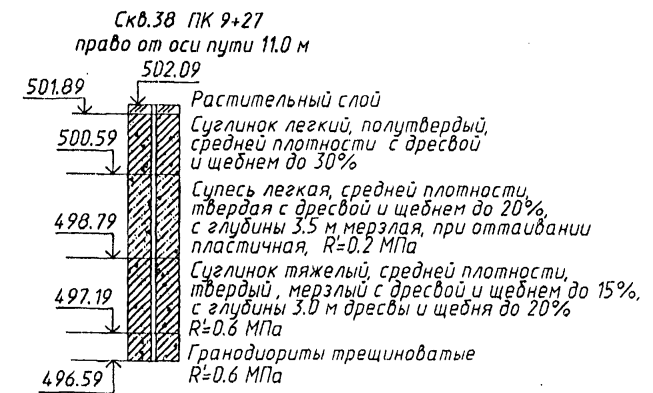 Скв.38 ПК 9+27
право от оси пути 11.0 м
502.09
501.89
Растительный слой
Суглинок легкий, полутвердый,
средней плотности с дресвой
и щебнем до 30%
500.59
Супесь легкая, средней плотности,
твердая с дресвой и щебнем до 20%,
с глубины 3.5 м мерзлая, при оттаивании
пластичная, R'=0.2 МПа
498.79
Суглинок тяжелый, средней плотности,
твердый, мерзлый с дресвой и щебнем до 15%,
с глубины 3.0 м дресвы и щебня до 20%
R'=0.6 МПа
497.19
Гранодиориты трещиноватые
R'=0.6 МПа
496.59